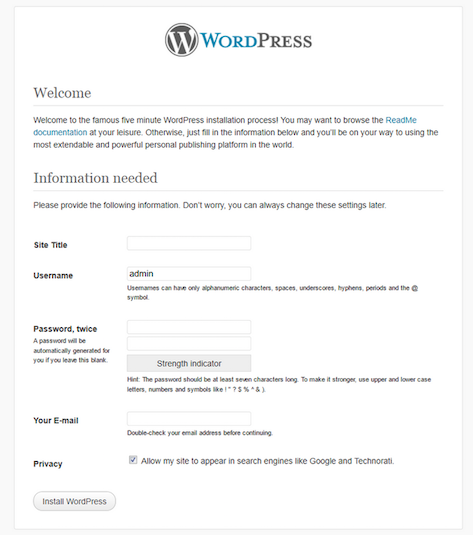 WORDPRESS
Welcome
Welcome to the famous five minute WordPress installation process! You may want to browse the ReadMe
documentation at your leisure. Otherwise, just fill in the information below and you'll be on your way to using the
most extendable and powerful personal publishing platform in the world.
Information needed
Please provide the following information. Don't worry, you can always change these settings later.
Site Title
Username
admin
Usernames can have only alphanumeric characters, spaces, underscores, hyphens, periods and the @
symbol.
Password, twice
A password will be
automatically generated for
you if you leave this blank.
Strength indicator
Hint: The password should be at least seven characters long. To make it stronger, use upper and lower case
letters, numbers and symbols like ! " ? $ % ^ & ).
Your E-mail
Double-check your email address before continuing.
Privacy
Allow my site to appear in search engines like Google and Technorati.
Install WordPress